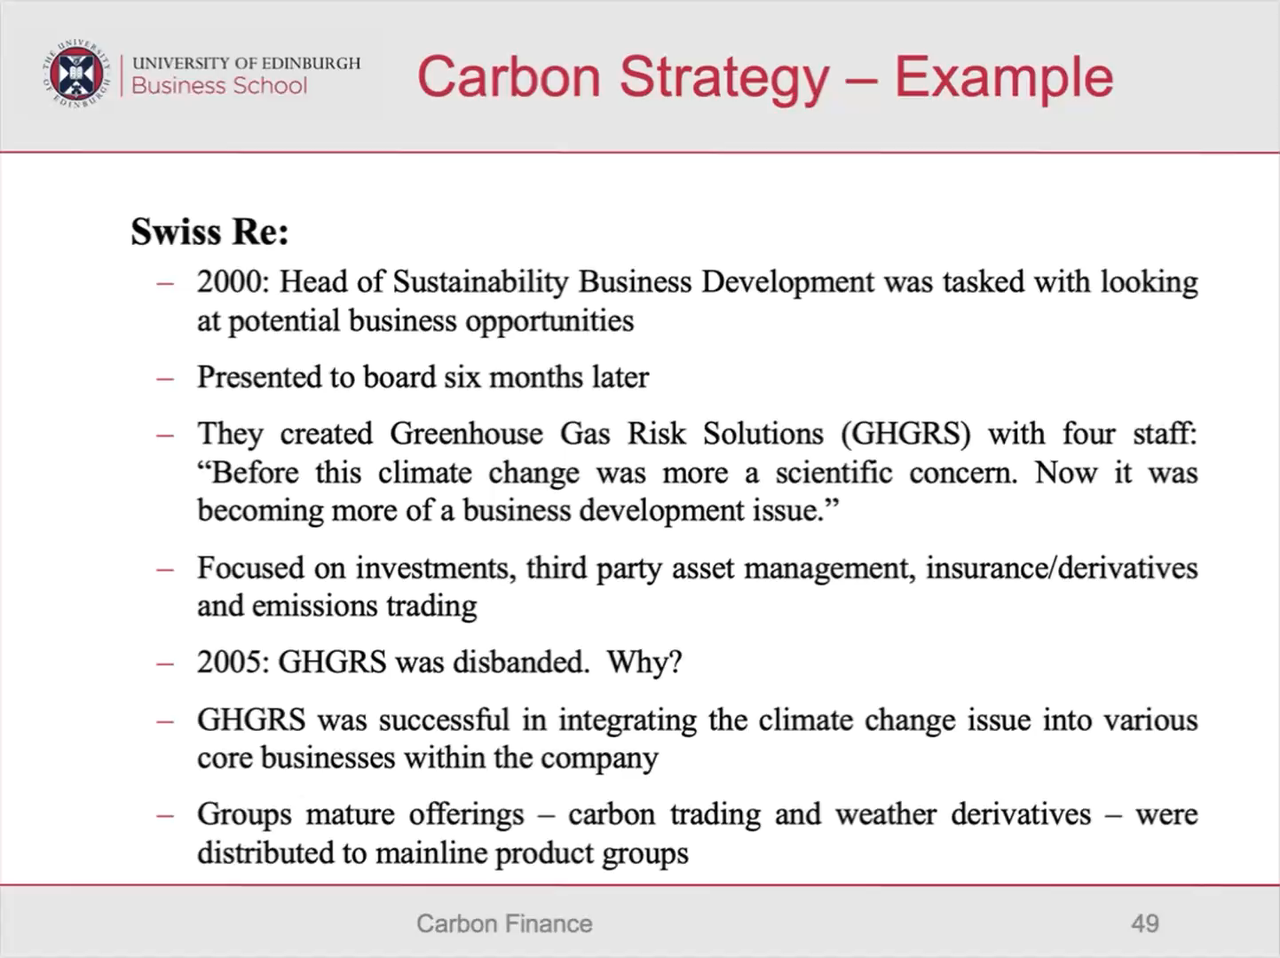 THE UNIVERSITY OF EDINBURGH
UNIVERSITY OF EDINBURGH
Business School
Carbon Strategy – Example
Swiss Re:
– 2000: Head of Sustainability Business Development was tasked with looking
at potential business opportunities
– Presented to board six months later
– They created Greenhouse Gas Risk Solutions (GHGRS) with four staff:
“Before this climate change was more a scientific concern. Now it was
becoming more of a business development issue.”
– Focused on investments, third party asset management, insurance/derivatives
and emissions trading
– 2005: GHGRS was disbanded. Why?
– GHGRS was successful in integrating the climate change issue into various
core businesses within the company
– Groups mature offerings – carbon trading and weather derivatives – were
distributed to mainline product groups
Carbon Finance
49